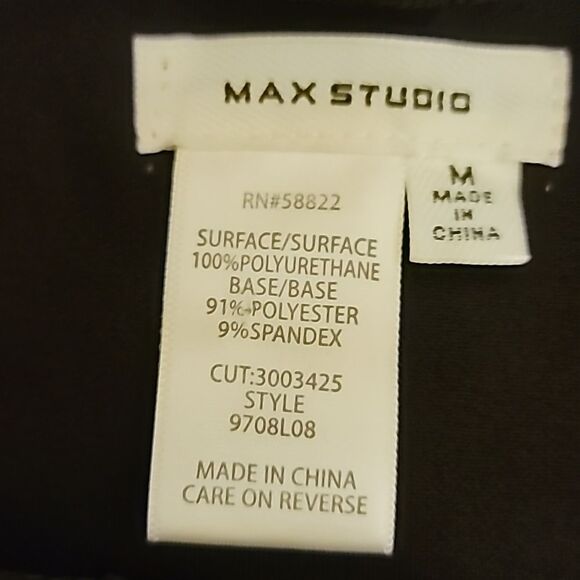 MAX STUDIO
M
MADE
IN
CHINA
RN#58822
SURFACE/SURFACE
100%POLYURETHANE
BASE/BASE
91%POLYESTER
9%SPANDEX
CUT:3003425
STYLE
9708L08
MADE IN CHINA
CARE ON REVERSE